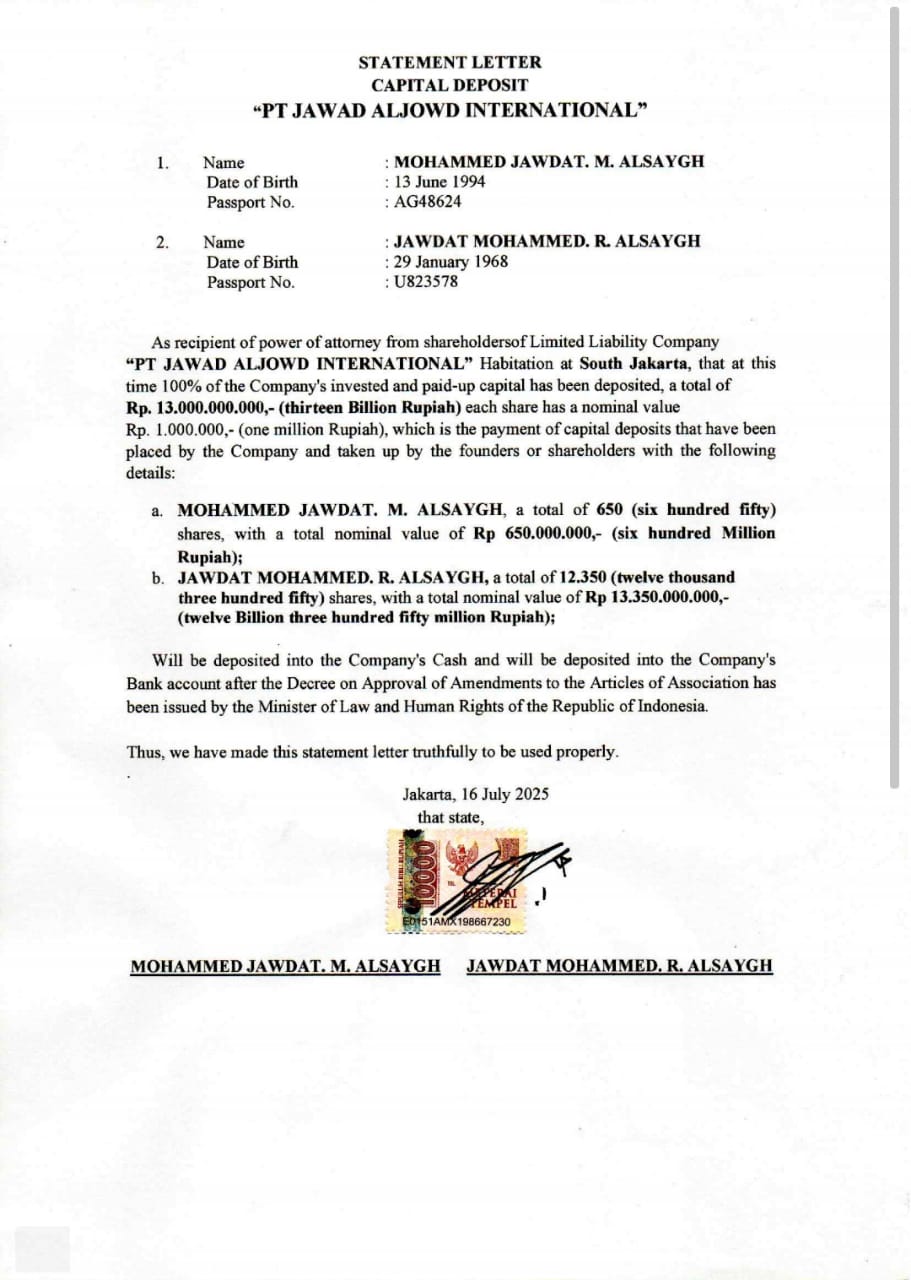 STATEMENT LETTER
CAPITAL DEPOSIT
“PT JAWAD ALJOWD INTERNATIONAL”
1. Name : MOHAMMED JAWDAT. M. ALSAYGH
Date of Birth : 13 June 1994
Passport No. : AG48624
2. Name : JAWDAT MOHAMMED. R. ALSAYGH
Date of Birth : 29 January 1968
Passport No. : U823578
As recipient of power of attorney from shareholdersof Limited Liability Company
“PT JAWAD ALJOWD INTERNATIONAL” Habitation at South Jakarta, that at this
time 100% of the Company's invested and paid-up capital has been deposited, a total of
Rp. 13.000.000.000,- (thirteen Billion Rupiah) each share has a nominal value
Rp. 1.000.000,- (one million Rupiah), which is the payment of capital deposits that have been
placed by the Company and taken up by the founders or shareholders with the following
details:
a. MOHAMMED JAWDAT. M. ALSAYGH, a total of 650 (six hundred fifty)
shares, with a total nominal value of Rp 650.000.000,- (six hundred Million
Rupiah);
b. JAWDAT MOHAMMED. R. ALSAYGH, a total of 12.350 (twelve thousand
three hundred fifty) shares, with a total nominal value of Rp 13.350.000.000,-
(twelve Billion three hundred fifty million Rupiah);
Will be deposited into the Company's Cash and will be deposited into the Company's
Bank account after the Decree on Approval of Amendments to the Articles of Association has
been issued by the Minister of Law and Human Rights of the Republic of Indonesia.
Thus, we have made this statement letter truthfully to be used properly.
.
Jakarta, 16 July 2025
that state,
10000
TEMPEL
E0151AMX198667230
MOHAMMED JAWDAT. M. ALSAYGH JAWDAT MOHAMMED. R. ALSAYGH